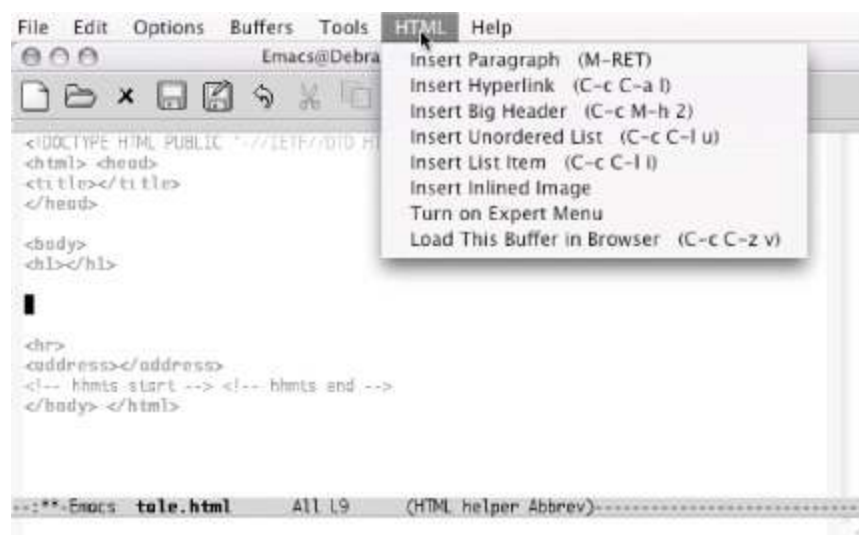 File Edit Options Buffers Tools HTML Help
Emacs@Debra
Insert Paragraph (M-RET)
Insert Hyperlink (C-c C-a l)
Insert Big Header (C-c M-h 2)
Insert Unordered List (C-c C-l u)
Insert List Item (C-c C-l i)
Insert Inlined Image
Turn on Expert Menu
Load This Buffer in Browser (C-c C-z v)
<!DOCTYPE HTML PUBLIC "-//IETF//DTD HT
<html> <head>
<title></title>
</head>
<body>
<h1></h1>
<hr>
<address></address>
<!-- hhmts start --> <!-- hhmts end -->
</body> </html>
--:**-Emacs tale.html All L9 (HTML helper Abbrev)--------------------------